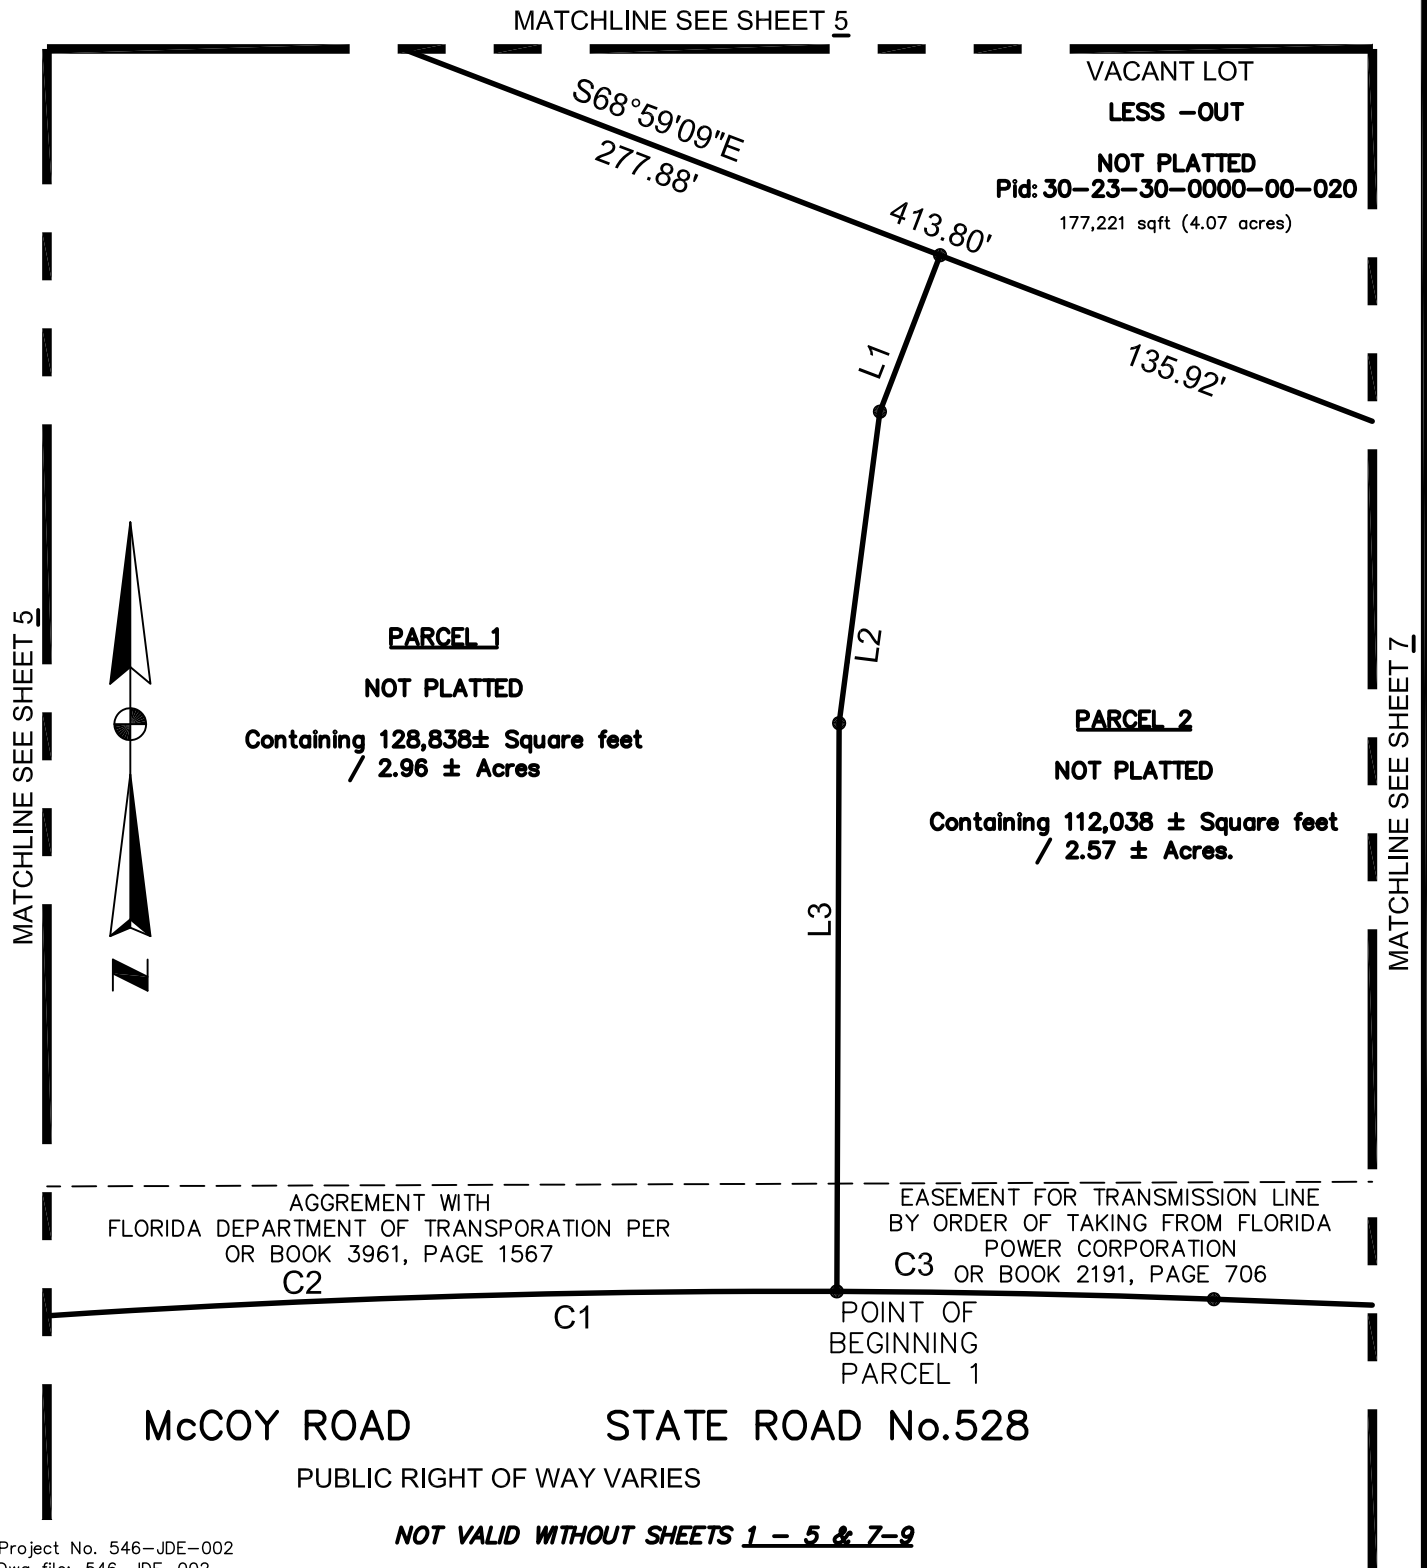 MATCHLINE SEE SHEET 5
VACANT LOT
LESS -OUT
NOT PLATTED
Pid: 30-23-30-0000-00-020
177,221 sqft (4.07 acres)
S68°59'09"E
277.88'
413.80'
135.92'
L1
L2
L3
MATCHLINE SEE SHEET 5
PARCEL 1
NOT PLATTED
Containing 128,838± Square feet
/ 2.96 ± Acres
N
PARCEL 2
NOT PLATTED
Containing 112,038 ± Square feet
/ 2.57 ± Acres.
MATCHLINE SEE SHEET 7
AGGREMENT WITH
FLORIDA DEPARTMENT OF TRANSPORATION PER
OR BOOK 3961, PAGE 1567
C2
C1
EASEMENT FOR TRANSMISSION LINE
BY ORDER OF TAKING FROM FLORIDA
POWER CORPORATION
C3
OR BOOK 2191, PAGE 706
POINT OF
BEGINNING
PARCEL 1
McCOY ROAD STATE ROAD No.528
PUBLIC RIGHT OF WAY VARIES
NOT VALID WITHOUT SHEETS 1 - 5 & 7-9
Project No. 546-JDE-002